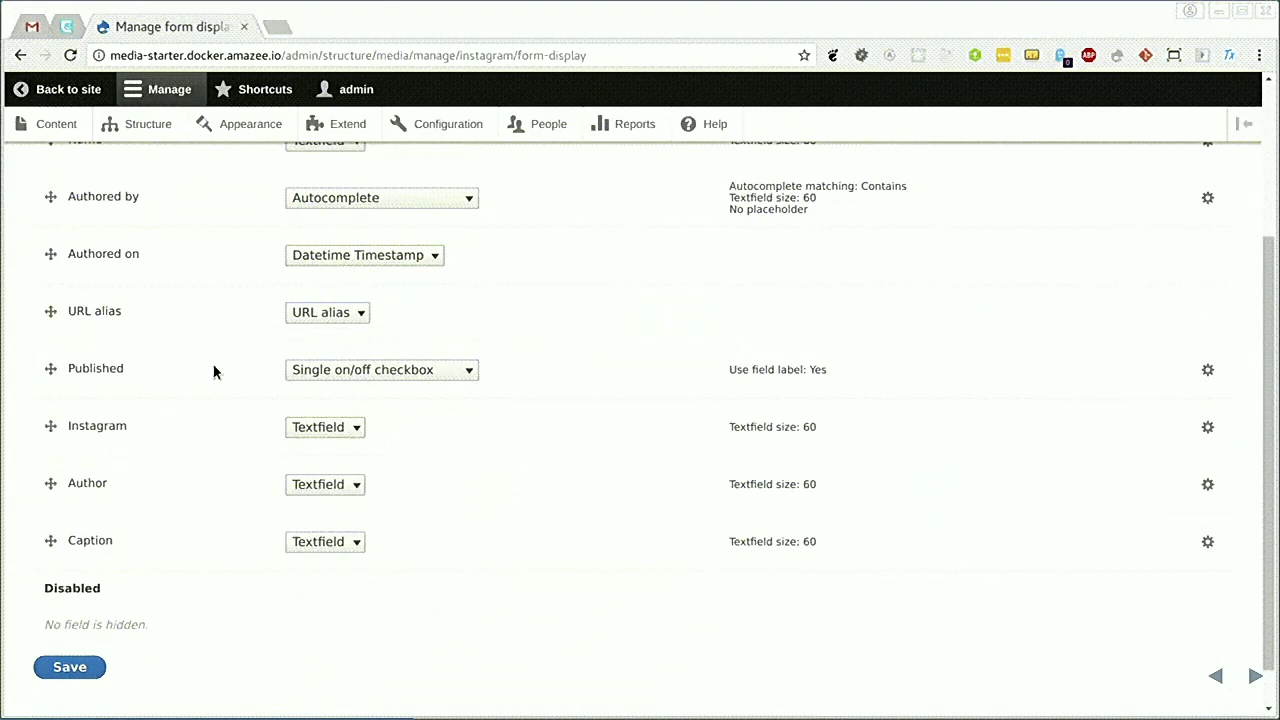 Manage form displa
media-starter.docker.amazee.io/admin/structure/media/manage/instagram/form-display
ABP
Tx
0
Back to site Manage Shortcuts admin
Content Structure Appearance Extend Configuration People Reports Help
Authored by Autocomplete Autocomplete matching: Contains
Textfield size: 60
No placeholder
Authored on Datetime Timestamp
URL alias URL alias
Published Single on/off checkbox Use field label: Yes
Instagram Textfield Textfield size: 60
Author Textfield Textfield size: 60
Caption Textfield Textfield size: 60
Disabled
No field is hidden.
Save